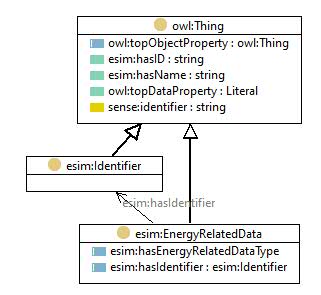 owl:Thing
owl:topObjectProperty : owl:Thing
esim:hasID : string
esim:hasName : string
owl:topDataProperty : Literal
sense:identifier : string
esim:Identifier
esim:hasIdentifier
esim:EnergyRelatedData
esim:hasEnergyRelatedDataType
esim:hasIdentifier : esim:Identifier